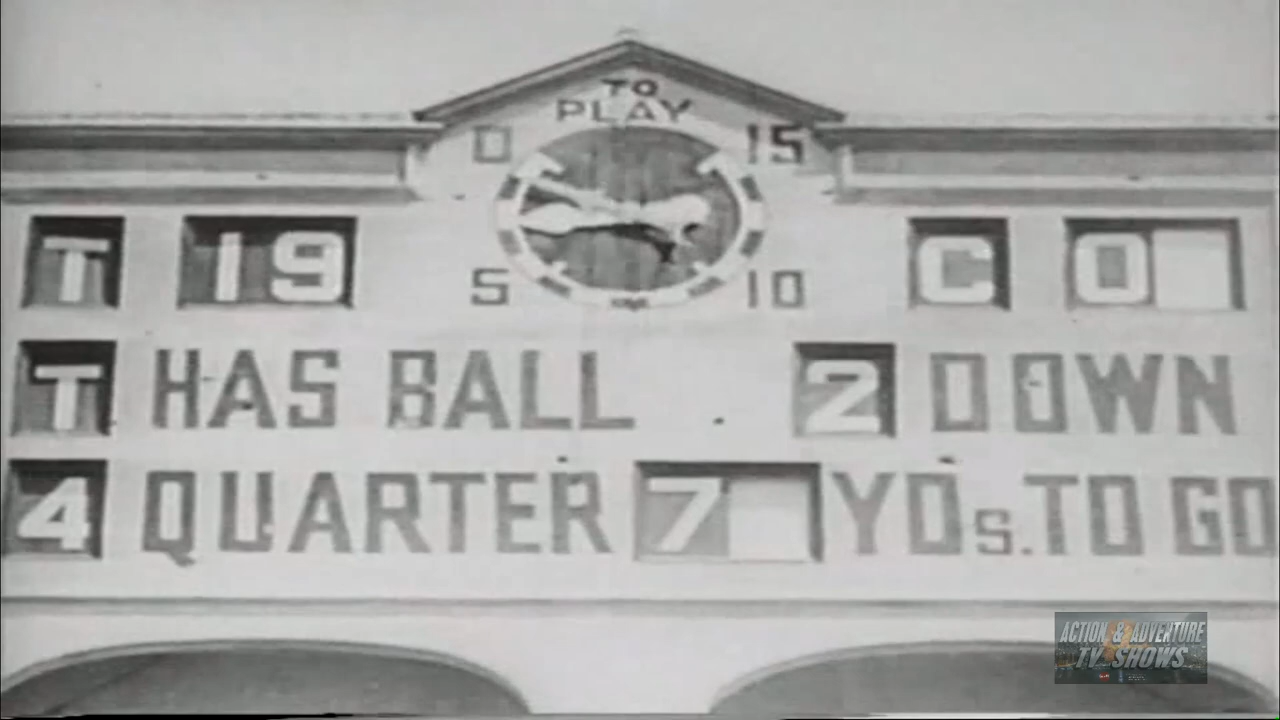 TO
PLAY
0 15
T 19 C 0
5 10
T HAS BALL 2 DOWN
4 QUARTER 7 YDs. TO GO
ACTION & ADVENTURE
TV SHOWS